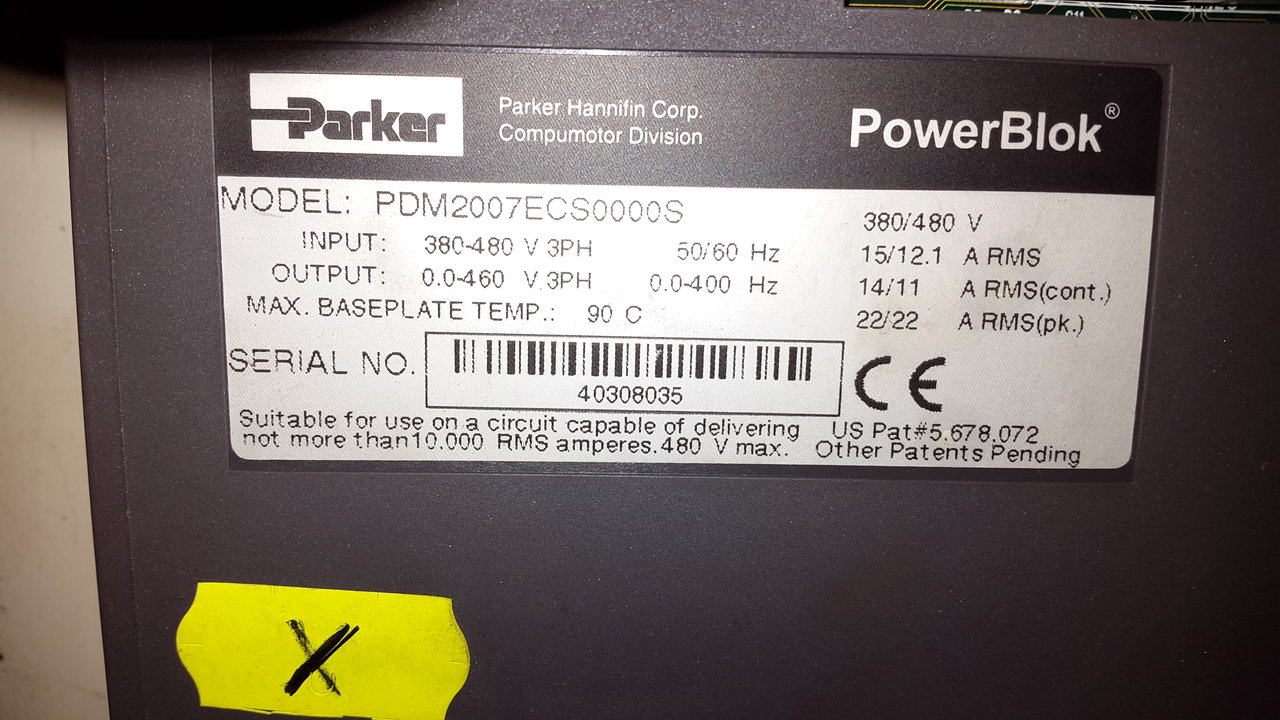 Parker
Parker Hannifin Corp.
Compumotor Division
PowerBlok®
MODEL: PDM2007ECS0000S 380/480 V
INPUT: 380-480 V 3PH 50/60 Hz 15/12.1 A RMS
OUTPUT: 0.0-460 V.3PH 0.0-400 Hz 14/11 A RMS(cont.)
MAX. BASEPLATE TEMP.: 90 C 22/22 A RMS(pk.)
SERIAL NO.
40308035
CE
Suitable for use on a circuit capable of delivering
not more than10.000 RMS amperes.480 V max.
US Pat#5.678.072
Other Patents Pending
X